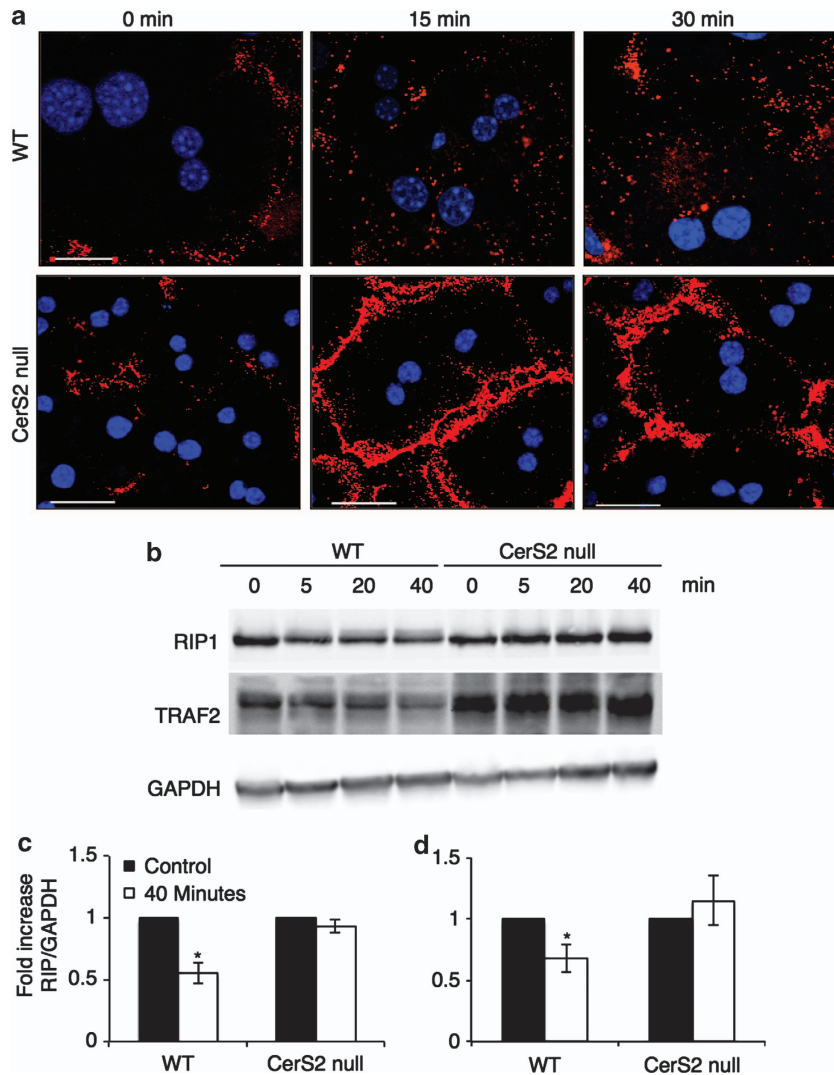 a
0 min 15 min 30 min
WT
CerS2 null
b
WT CerS2 null
0 5 20 40 0 5 20 40 min
RIP1
TRAF2
GAPDH
c
Fold increase
RIP/GAPDH
1.5
1
0.5
0
Control
40 Minutes
*
WT CerS2 null
d
1.5
1
0.5
0
*
WT CerS2 null